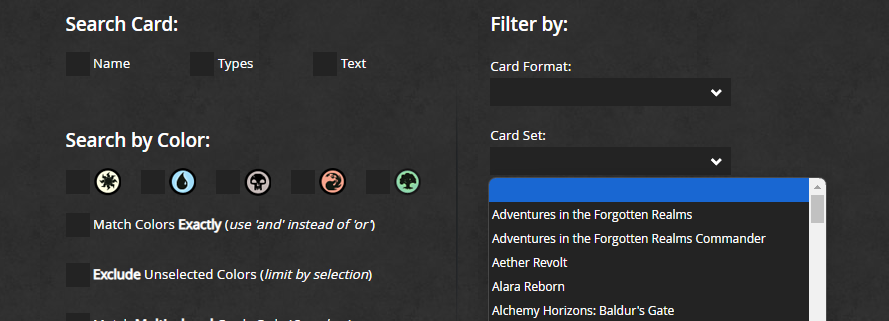 Search Card:
Name
Types
Text
Search by Color:
Match Colors Exactly (use 'and' instead of 'or')
Exclude Unselected Colors (limit by selection)
Filter by:
Card Format:
Card Set:
Adventures in the Forgotten Realms
Adventures in the Forgotten Realms Commander
Aether Revolt
Alara Reborn
Alchemy Horizons: Baldur's Gate